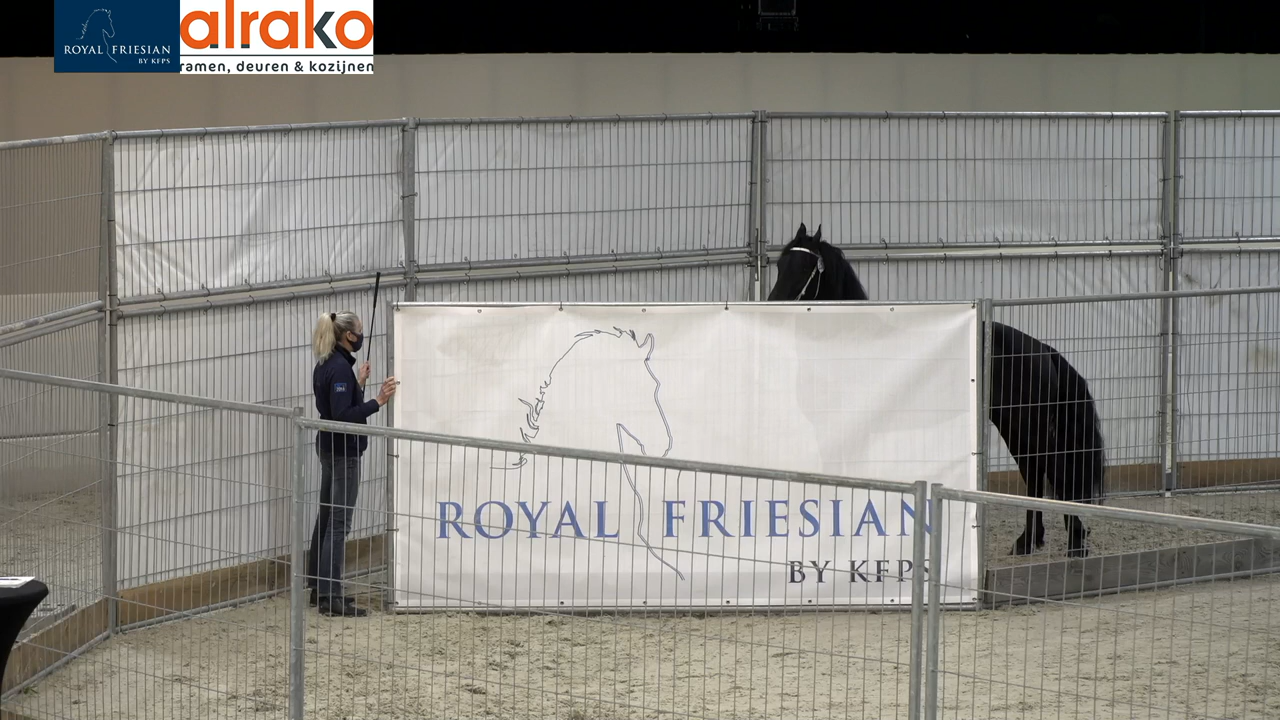 ROYAL FRIESIAN
BY KFPS
alrako
ramen, deuren & kozijnen
ROYAL FRIESIAN
BY KFPS